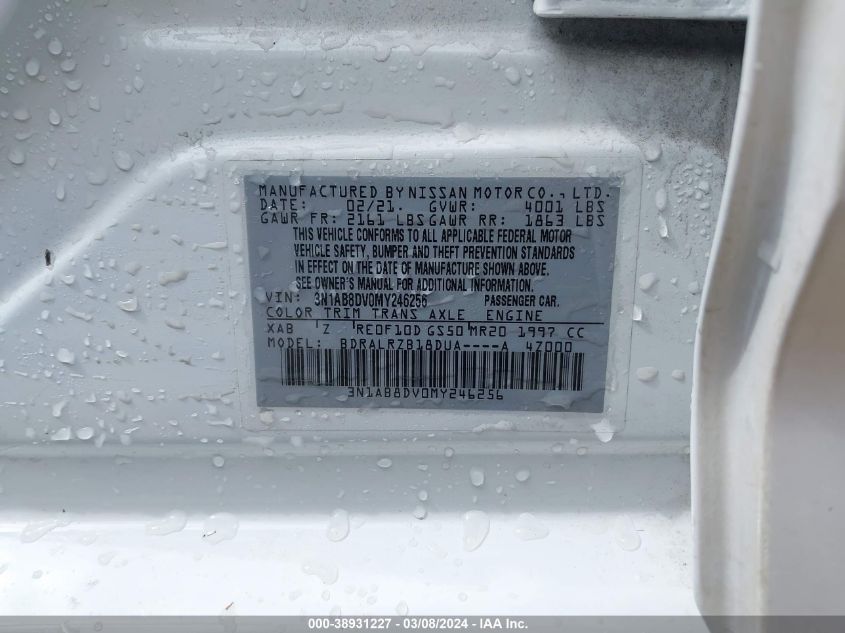 MANUFACTURED BY NISSAN MOTOR CO., LTD.
DATE: 02/21. GVWR: 4001 LBS
GAWR FR: 2161 LBS GAWR RR: 1863 LBS
THIS VEHICLE CONFORMS TO ALL APPLICABLE FEDERAL MOTOR
VEHICLE SAFETY, BUMPER AND THEFT PREVENTION STANDARDS
IN EFFECT ON THE DATE OF MANUFACTURE SHOWN ABOVE.
SEE OWNER'S MANUAL FOR ADDITIONAL INFORMATION.
VIN: 3N1AB8DV0MY246256 PASSENGER CAR.
COLOR TRIM TRANS AXLE ENGINE
XAB Z RE0F10D GS50 MR20 1997 CC
MODEL: BDRALRZB18DUA----A 4Z000
3N1AB8DV0MY246256
000-38931227 - 03/08/2024 - IAA Inc.